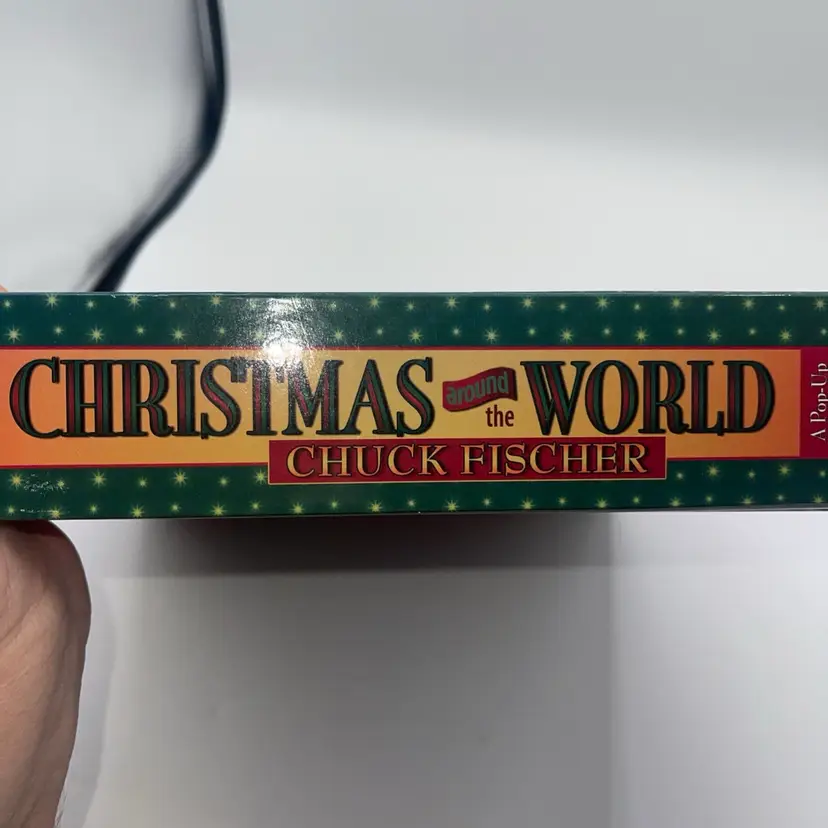 CHRISTMAS around the WORLD
CHUCK FISCHER
A Pop-Up